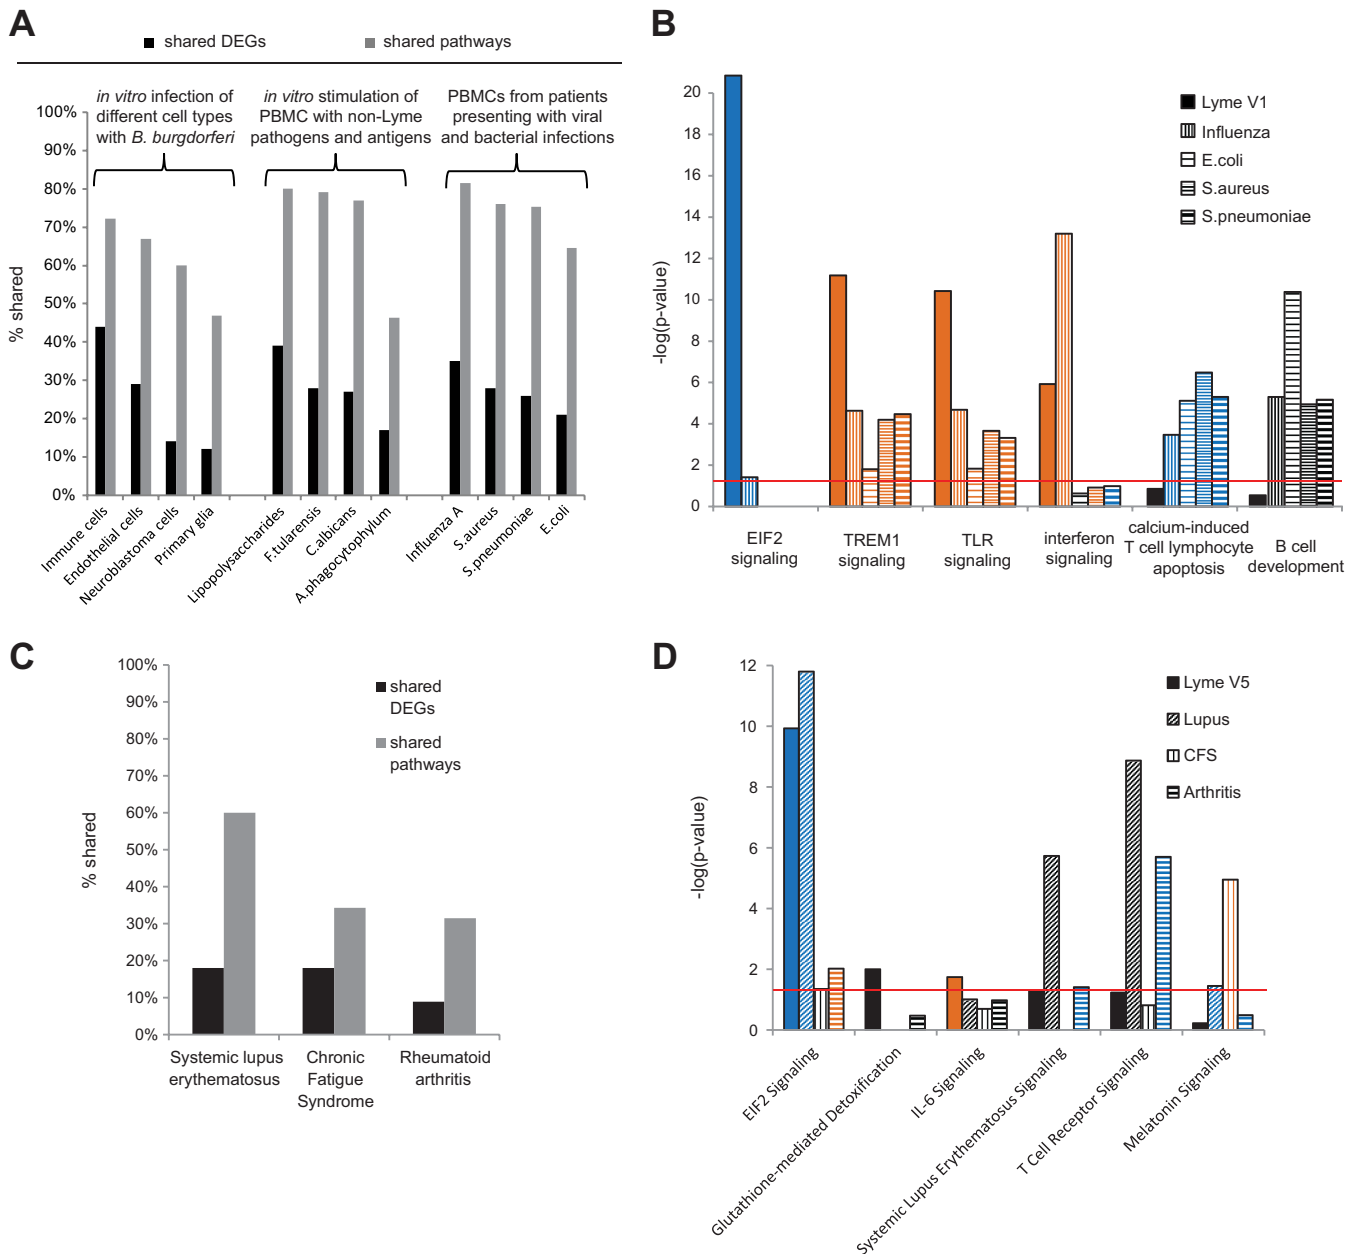 A
shared DEGs
shared pathways
in vitro infection of
different cell types
with B. burgdorferi
in vitro stimulation of
PBMC with non-Lyme
pathogens and antigens
PBMCs from patients
presenting with viral
and bacterial infections
% shared
100%
90%
80%
70%
60%
50%
40%
30%
20%
10%
0%
Immune cells
Endothelial cells
Neuroblastoma cells
Primary glia
Lipopolysaccharides
F.tularensis
C.albicans
A.phagocytophylum
Influenza A
S.aureus
S.pneumoniae
E.coli
B
-log(p-value)
20
18
16
14
12
10
8
6
4
2
0
Lyme V1
Influenza
E.coli
S.aureus
S.pneumoniae
EIF2
signaling
TREM1
signaling
TLR
signaling
interferon
signaling
calcium-induced
T cell lymphocyte
apoptosis
B cell
development
C
% shared
100%
90%
80%
70%
60%
50%
40%
30%
20%
10%
0%
shared
DEGs
shared
pathways
Systemic lupus
erythematosus
Chronic
Fatigue
Syndrome
Rheumatoid
arthritis
D
-log(p-value)
12
10
8
6
4
2
0
Lyme V5
Lupus
CFS
Arthritis
EIF2 Signaling
Glutathione-mediated Detoxification
IL-6 Signaling
Systemic Lupus Erythematosus Signaling
T Cell Receptor Signaling
Melatonin Signaling